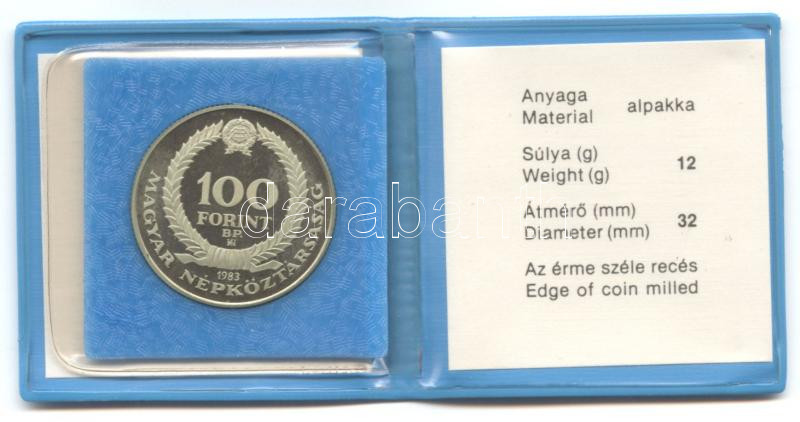 100
FORINT
BP.
1983
MAGYAR NÉPKÖZTÁRSASÁG
Anyaga
Material alpakka
Súlya (g)
Weight (g) 12
Átmérő (mm)
Diameter (mm) 32
Az érme széle recés
Edge of coin milled